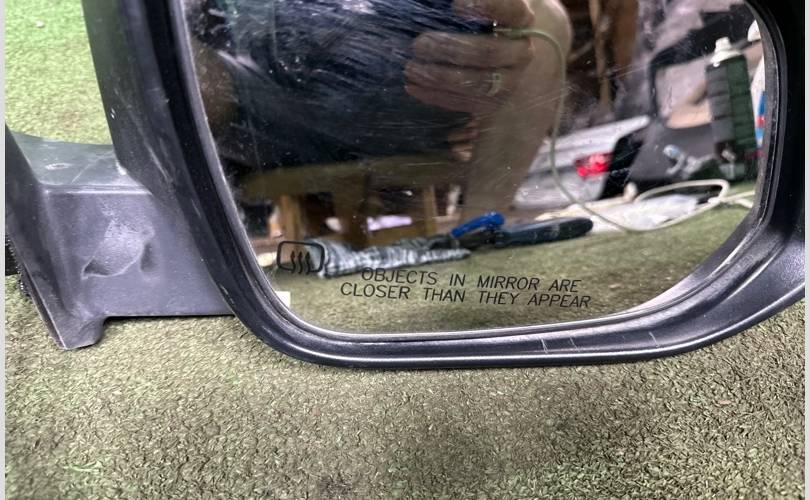 OBJECTS IN MIRROR ARE
CLOSER THAN THEY APPEAR